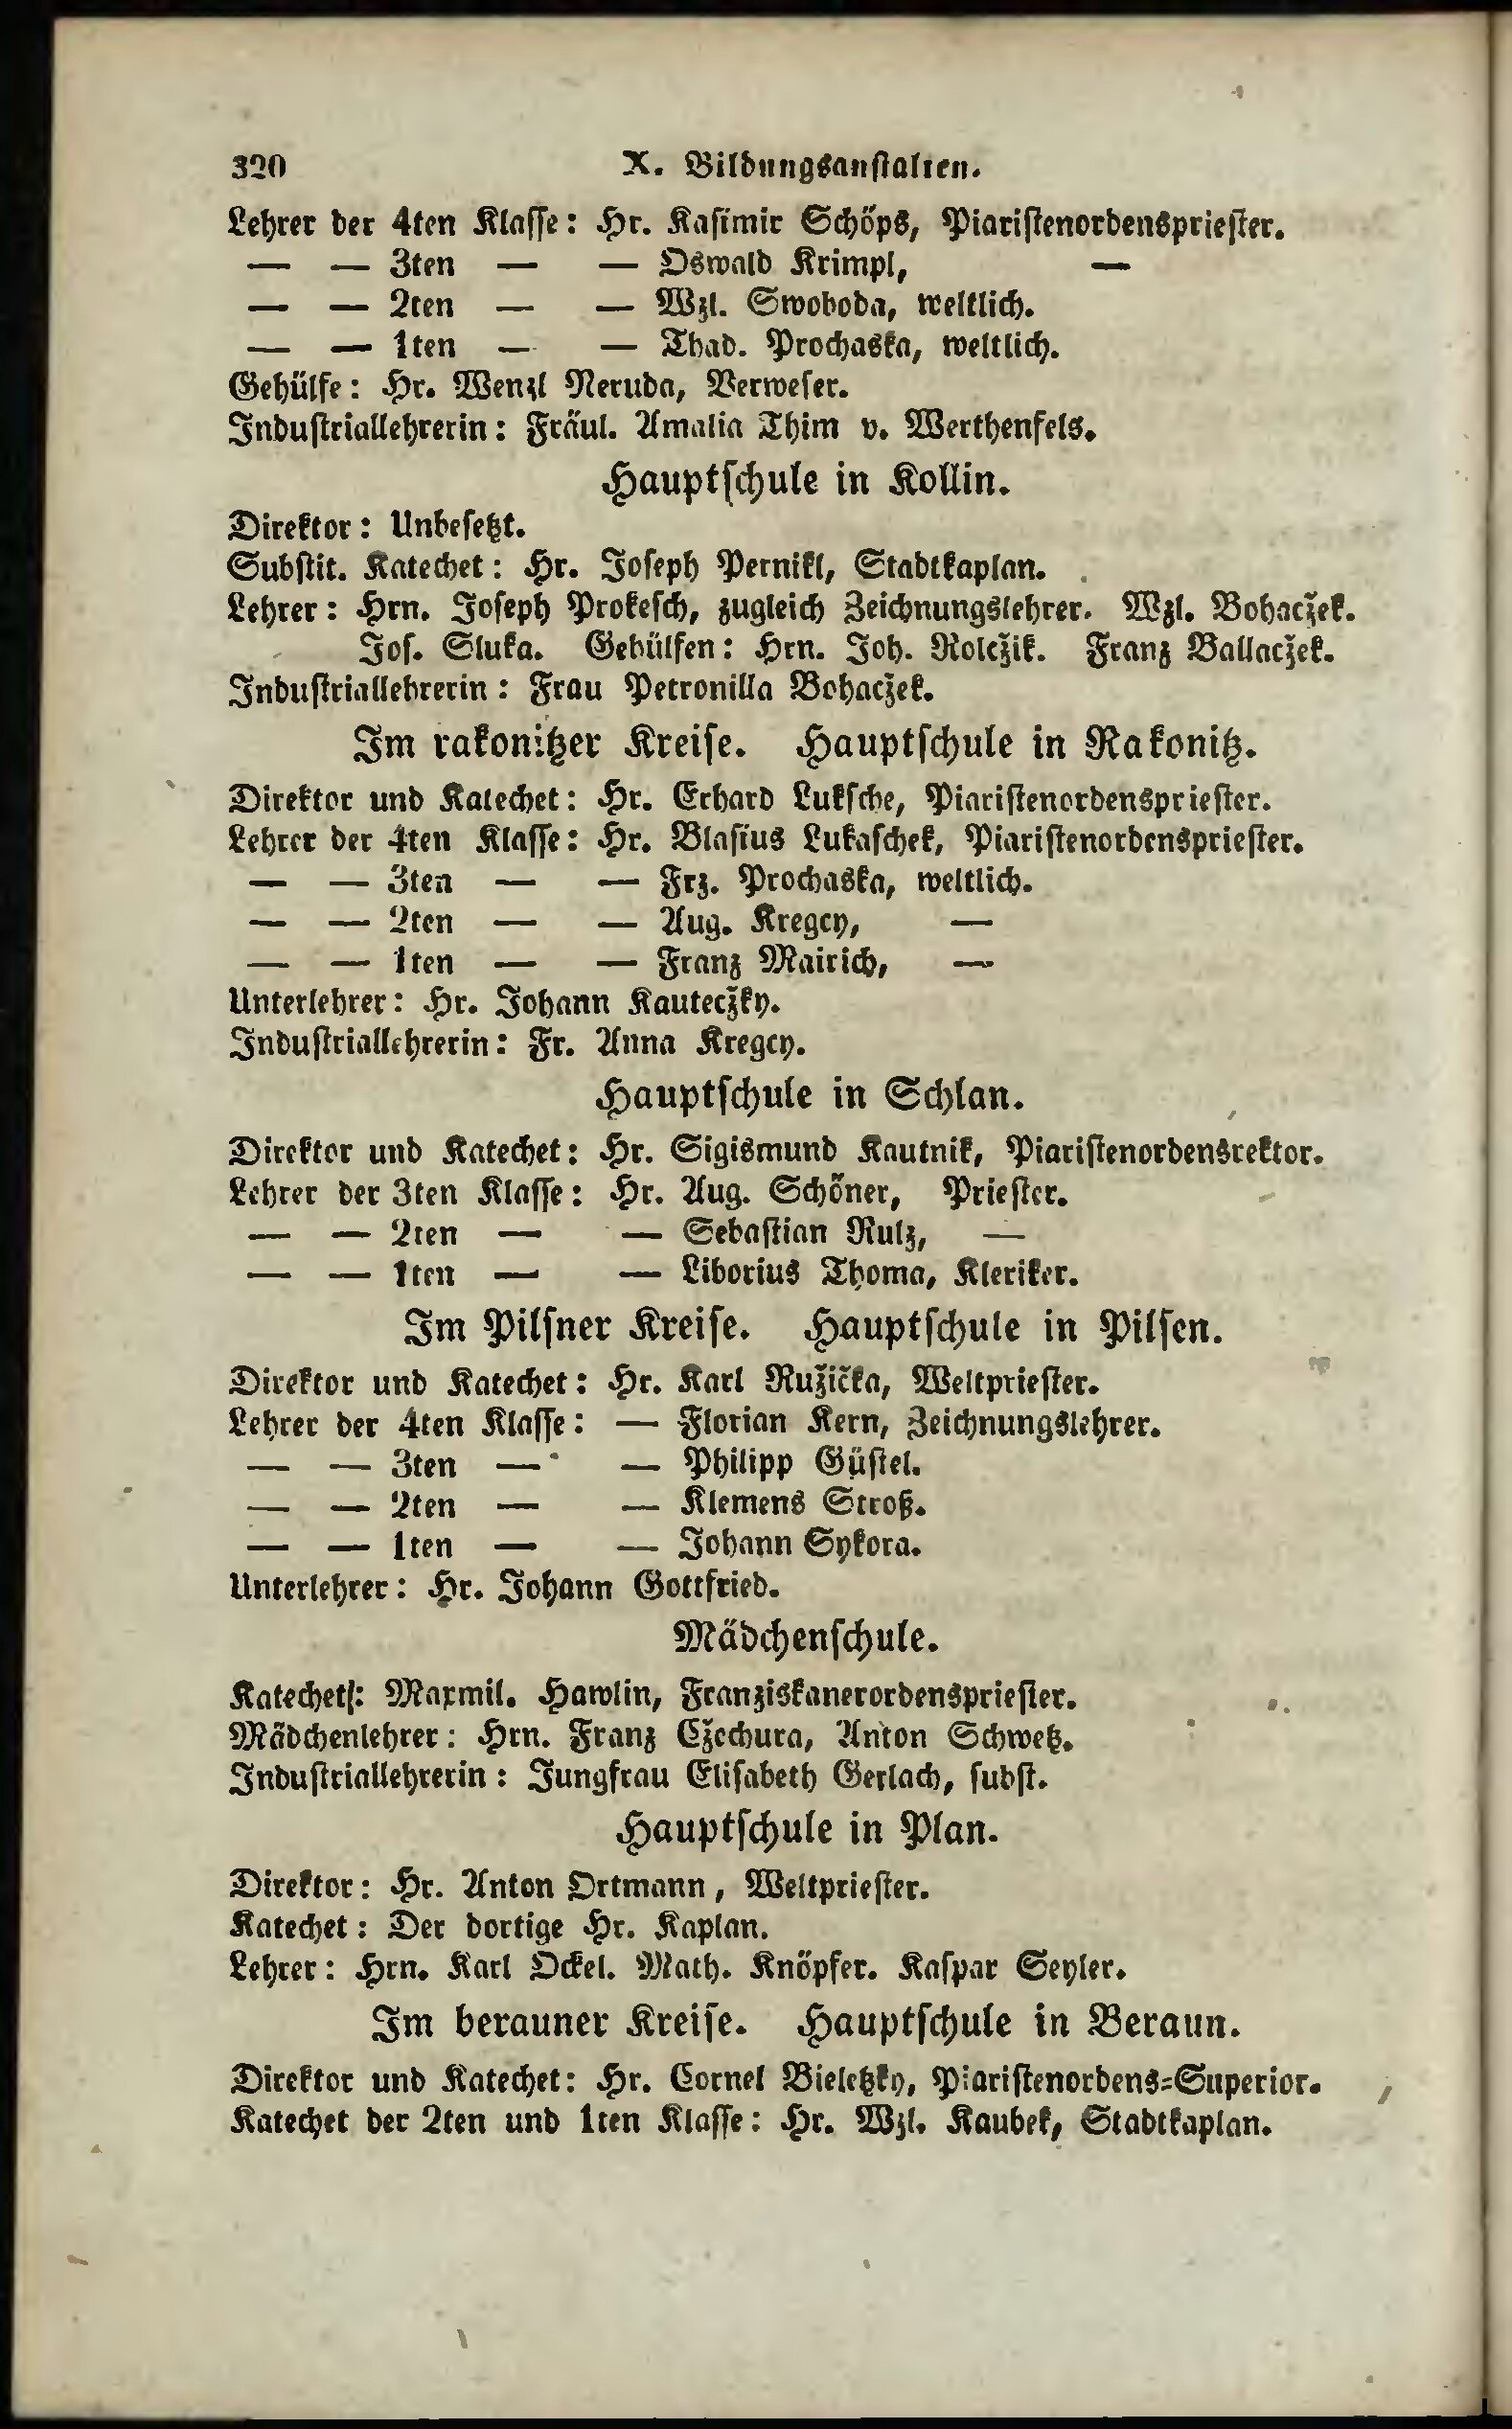 320 X. Bildungsanstalten.
Lehrer der 4ten Klasse: Hr. Kasimir Schöps, Piaristenordenspriester.
— — 3ten — — Oswald Krimpl, —
— — 2ten — — Wzl. Swoboda, weltlich.
— — 1ten — — Thad. Prochaska, weltlich.
Gehülfe: Hr. Wenzl Neruda, Verweser.
Industriallehrerin: Fräul. Amalia Thim v. Werthenfels.
Hauptschule in Kollin.
Direktor: Unbesetzt.
Substit. Katechet: Hr. Joseph Pernikl, Stadtkaplan.
Lehrer: Hrn. Joseph Prokesch, zugleich Zeichnungslehrer. Wzl. Bohaczek.
Jos. Sluka. Gehülfen: Hrn. Joh. Rolczik. Franz Ballaczek.
Industriallehrerin: Frau Petronilla Bohaczek.
Im rakonitzer Kreise. Hauptschule in Rakonitz.
Direktor und Katechet: Hr. Erhard Luksche, Piaristenordenspriester.
Lehrer der 4ten Klasse: Hr. Blasius Lukaschek, Piaristenordenspriester.
— — 3ten — — Frz. Prochaska, weltlich.
— — 2ten — — Aug. Kregcy, —
— — 1ten — — Franz Mairich, —
Unterlehrer: Hr. Johann Kauteczky.
Industriallehrerin: Fr. Anna Kregcy.
Hauptschule in Schlan.
Direktor und Katechet: Hr. Sigismund Kautnik, Piaristenordensrektor.
Lehrer der 3ten Klasse: Hr. Aug. Schöner, Priester.
— — 2ten — — Sebastian Rulz, —
— — 1ten — — Liborius Thoma, Kleriker.
Im Pilsner Kreise. Hauptschule in Pilsen.
Direktor und Katechet: Hr. KarlRužička, Weltpriester.
Lehrer der 4ten Klasse: — Florian Kern, Zeichnungslehrer.
— — 3ten — — Philipp Güstel.
— — 2ten — — Klemens Stroß.
— — 1ten — — Johann Sykora.
Unterlehrer: Hr. Johann Gottfried.
Mädchenschule.
Katechet: Maxmil. Hawlin, Franziskanerordenspriester.
Mädchenlehrer: Hrn. Franz Czechura, Anton Schwetz.
Industriallehrerin: Jungfrau Elisabeth Gerlach, subst.
Hauptschule in Plan.
Direktor: Hr. Anton Ortmann, Weltpriester.
Katechet: Der dortige Hr. Kaplan.
Lehrer: Hrn. Karl Ockel. Math. Knöpfer. Kaspar Seyler.
Im berauner Kreise. Hauptschule in Beraun.
Direktor und Katechet: Hr. Cornel Bieletzky, Piaristenordens-Superior.
Katechet der 2ten und 1ten Klasse: Hr. Wzl. Kaubek, Stadtkaplan.